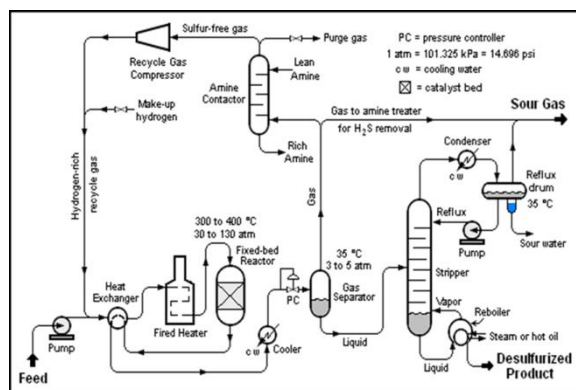 Sulfur-free gas
Purge gas
PC = pressure controller
1 atm = 101.325 kPa = 14.696 psi
c w = cooling water
= catalyst bed
Recycle Gas
Compressor
Lean
Amine
Amine
Contactor
Rich
Amine
Make-up
hydrogen
Hydrogen-rich
recycle gas
Gas to amine treater
for H₂S removal
Sour Gas
Gas
Condenser
c w
Reflux
drum
35 °C
Reflux
Pump
Sour water
300 to 400 °C
30 to 130 atm
Fixed-bed
Reactor
35 °C
3 to 5 atm
PC
Gas
Separator
Stripper
Heat
Exchanger
Fired Heater
Vapor
Reboiler
Steam or hot oil
Pump
c w
Cooler
Liquid
Liquid
Feed
Desulfurized
Product